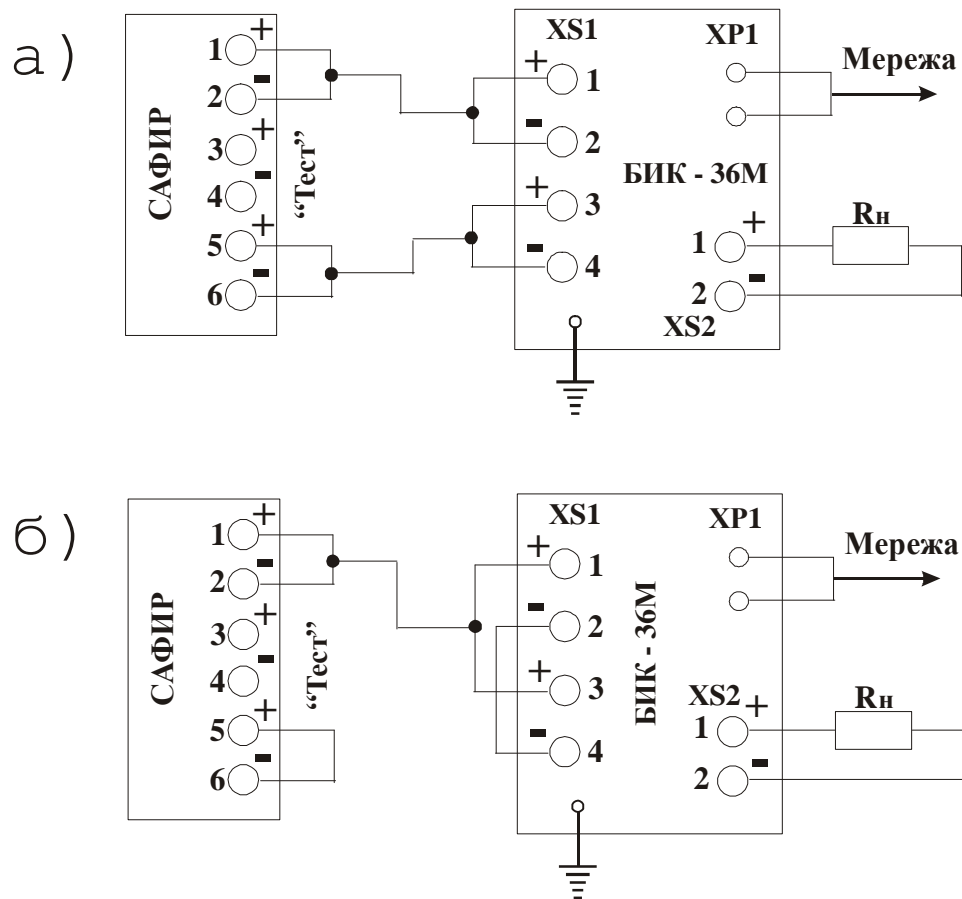 а)
САФИР
1 +
2 -
3 +
4 -
5 +
6 -
“Тест”
XS1
+ 1
- 2
+ 3
- 4
XP1
Мережа
БИК - 36М
1 +
2 -
XS2
Rн
б)
САФИР
1 +
2 -
3 +
4 -
5 +
6 -
“Тест”
XS1
+ 1
- 2
+ 3
- 4
XP1
Мережа
БИК - 36М
XS2
1 +
2 -
Rн